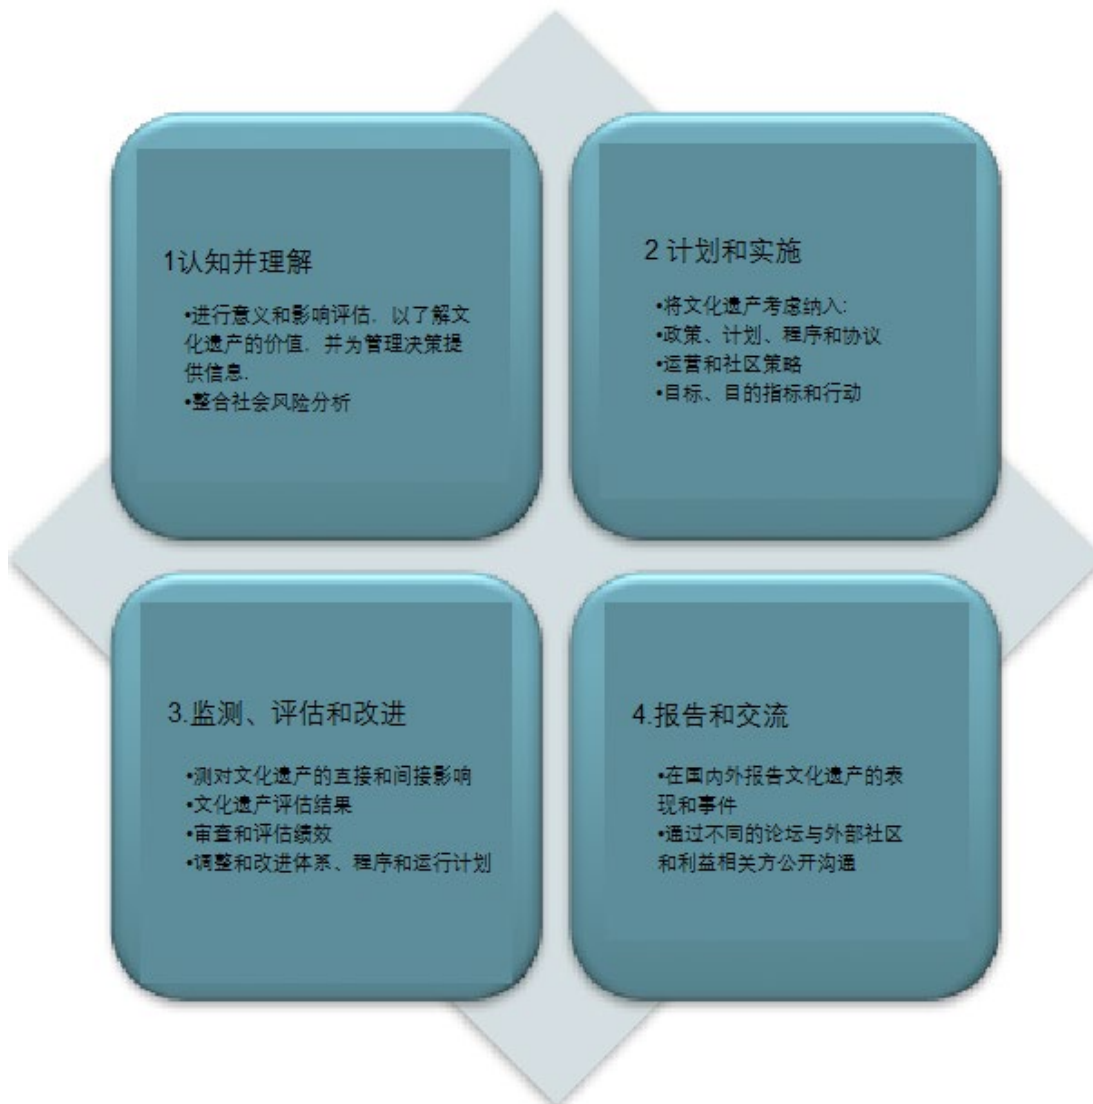 1认知并理解
•进行意义和影响评估，以了解文
化遗产的价值，并为管理决策提
供信息.
•整合社会风险分析
2 计划和实施
•将文化遗产考虑纳入:
•政策、计划、程序和协议
•运营和社区策略
•目标、目的指标和行动
3.监测、评估和改进
•测对文化遗产的直接和间接影响
•文化遗产评估结果
•审查和评估绩效
•调整和改进体系、程序和运行计划
4.报告和交流
•在国内外报告文化遗产的表
现和事件
•通过不同的论坛与外部社区
和利益相关方公开沟通